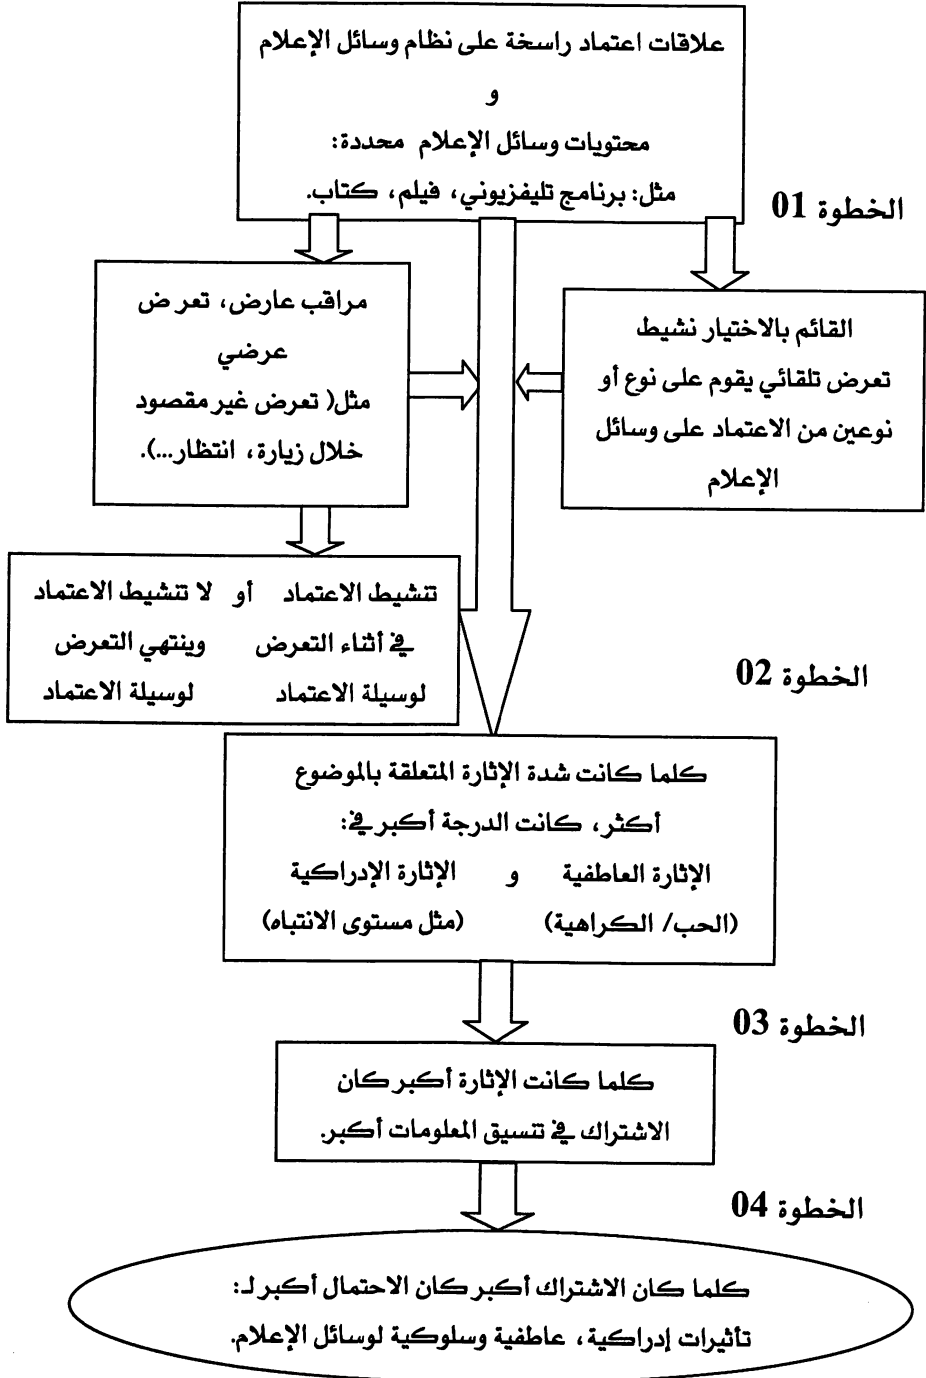 علاقات اعتماد راسخة على نظام وسائل الإعلام
و
محتويات وسائل الإعلام محددة:
مثل: برنامج تليفزيوني، فيلم، كتاب.
الخطوة 01
القائم بالاختيار نشيط
تعرض تلقائي يقوم على نوع أو
نوعين من الاعتماد على وسائل
الإعلام
مراقب عارض، تعرض
عرضي
مثل( تعرض غير مقصود
خلال زيارة، انتظار...).
تنشيط الاعتماد أو لا تنشيط الاعتماد
في أثناء التعرض وينتهي التعرض
لوسيلة الاعتماد لوسيلة الاعتماد
الخطوة 02
كلما كانت شدة الإثارة المتعلقة بالموضوع
أكثر، كانت الدرجة أكبر في:
الإثارة العاطفية و الإثارة الإدراكية
(الحب/ الكراهية) (مثل مستوى الانتباه)
الخطوة 03
كلما كانت الإثارة أكبر كان
الاشتراك في تنسيق المعلومات أكبر.
الخطوة 04
كلما كان الاشتراك أكبر كان الاحتمال أكبر لـ:
تأثيرات إدراكية، عاطفية وسلوكية لوسائل الإعلام.